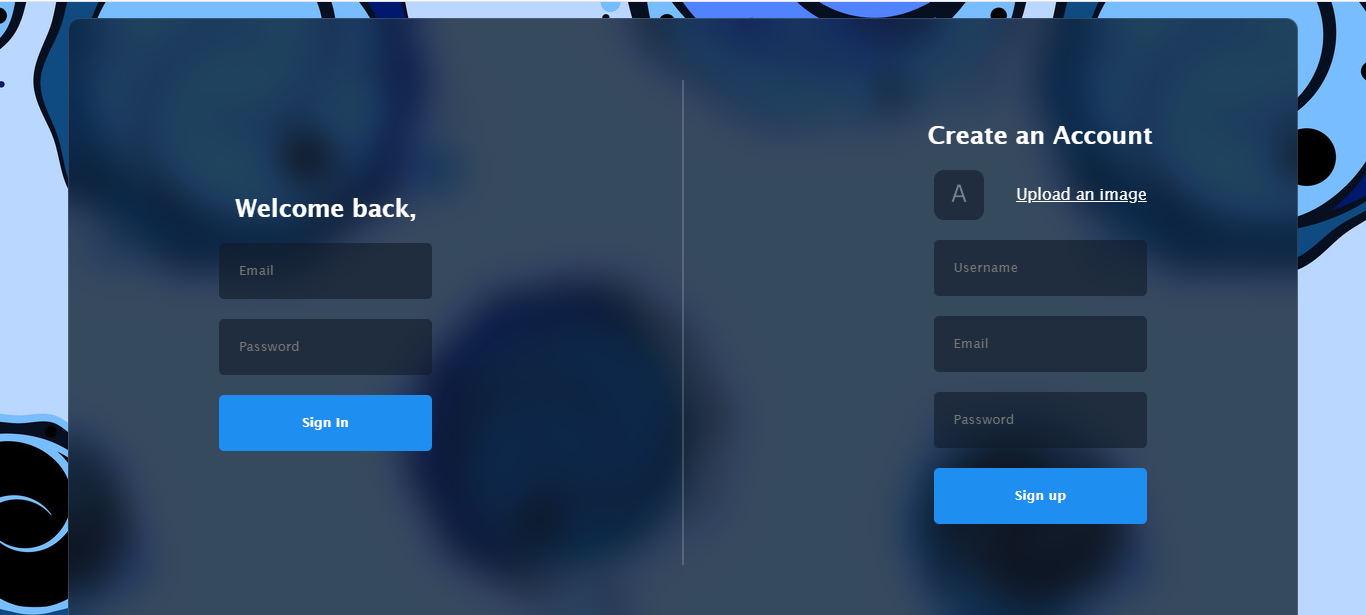 Welcome back,
Email
Password
Sign In
Create an Account
A
Upload an image
Username
Email
Password
Sign up